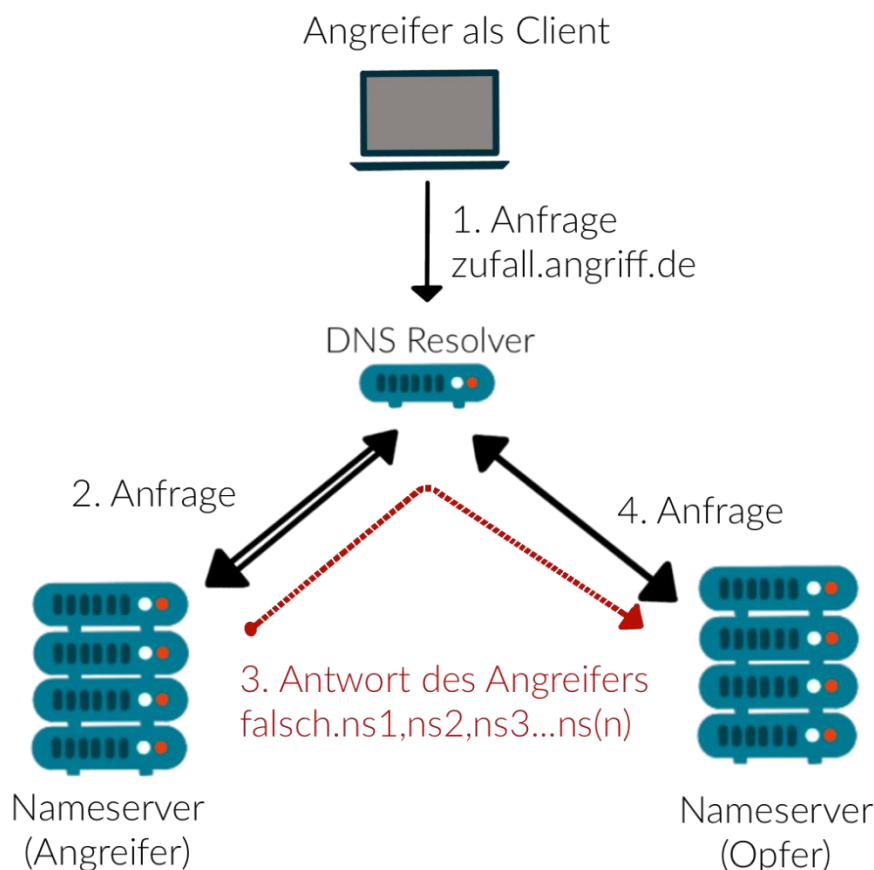 Angreifer als Client
1. Anfrage
zufall.angriff.de
DNS Resolver
2. Anfrage
4. Anfrage
3. Antwort des Angreifers
falsch.ns1,ns2,ns3...ns(n)
Nameserver
(Angreifer)
Nameserver
(Opfer)